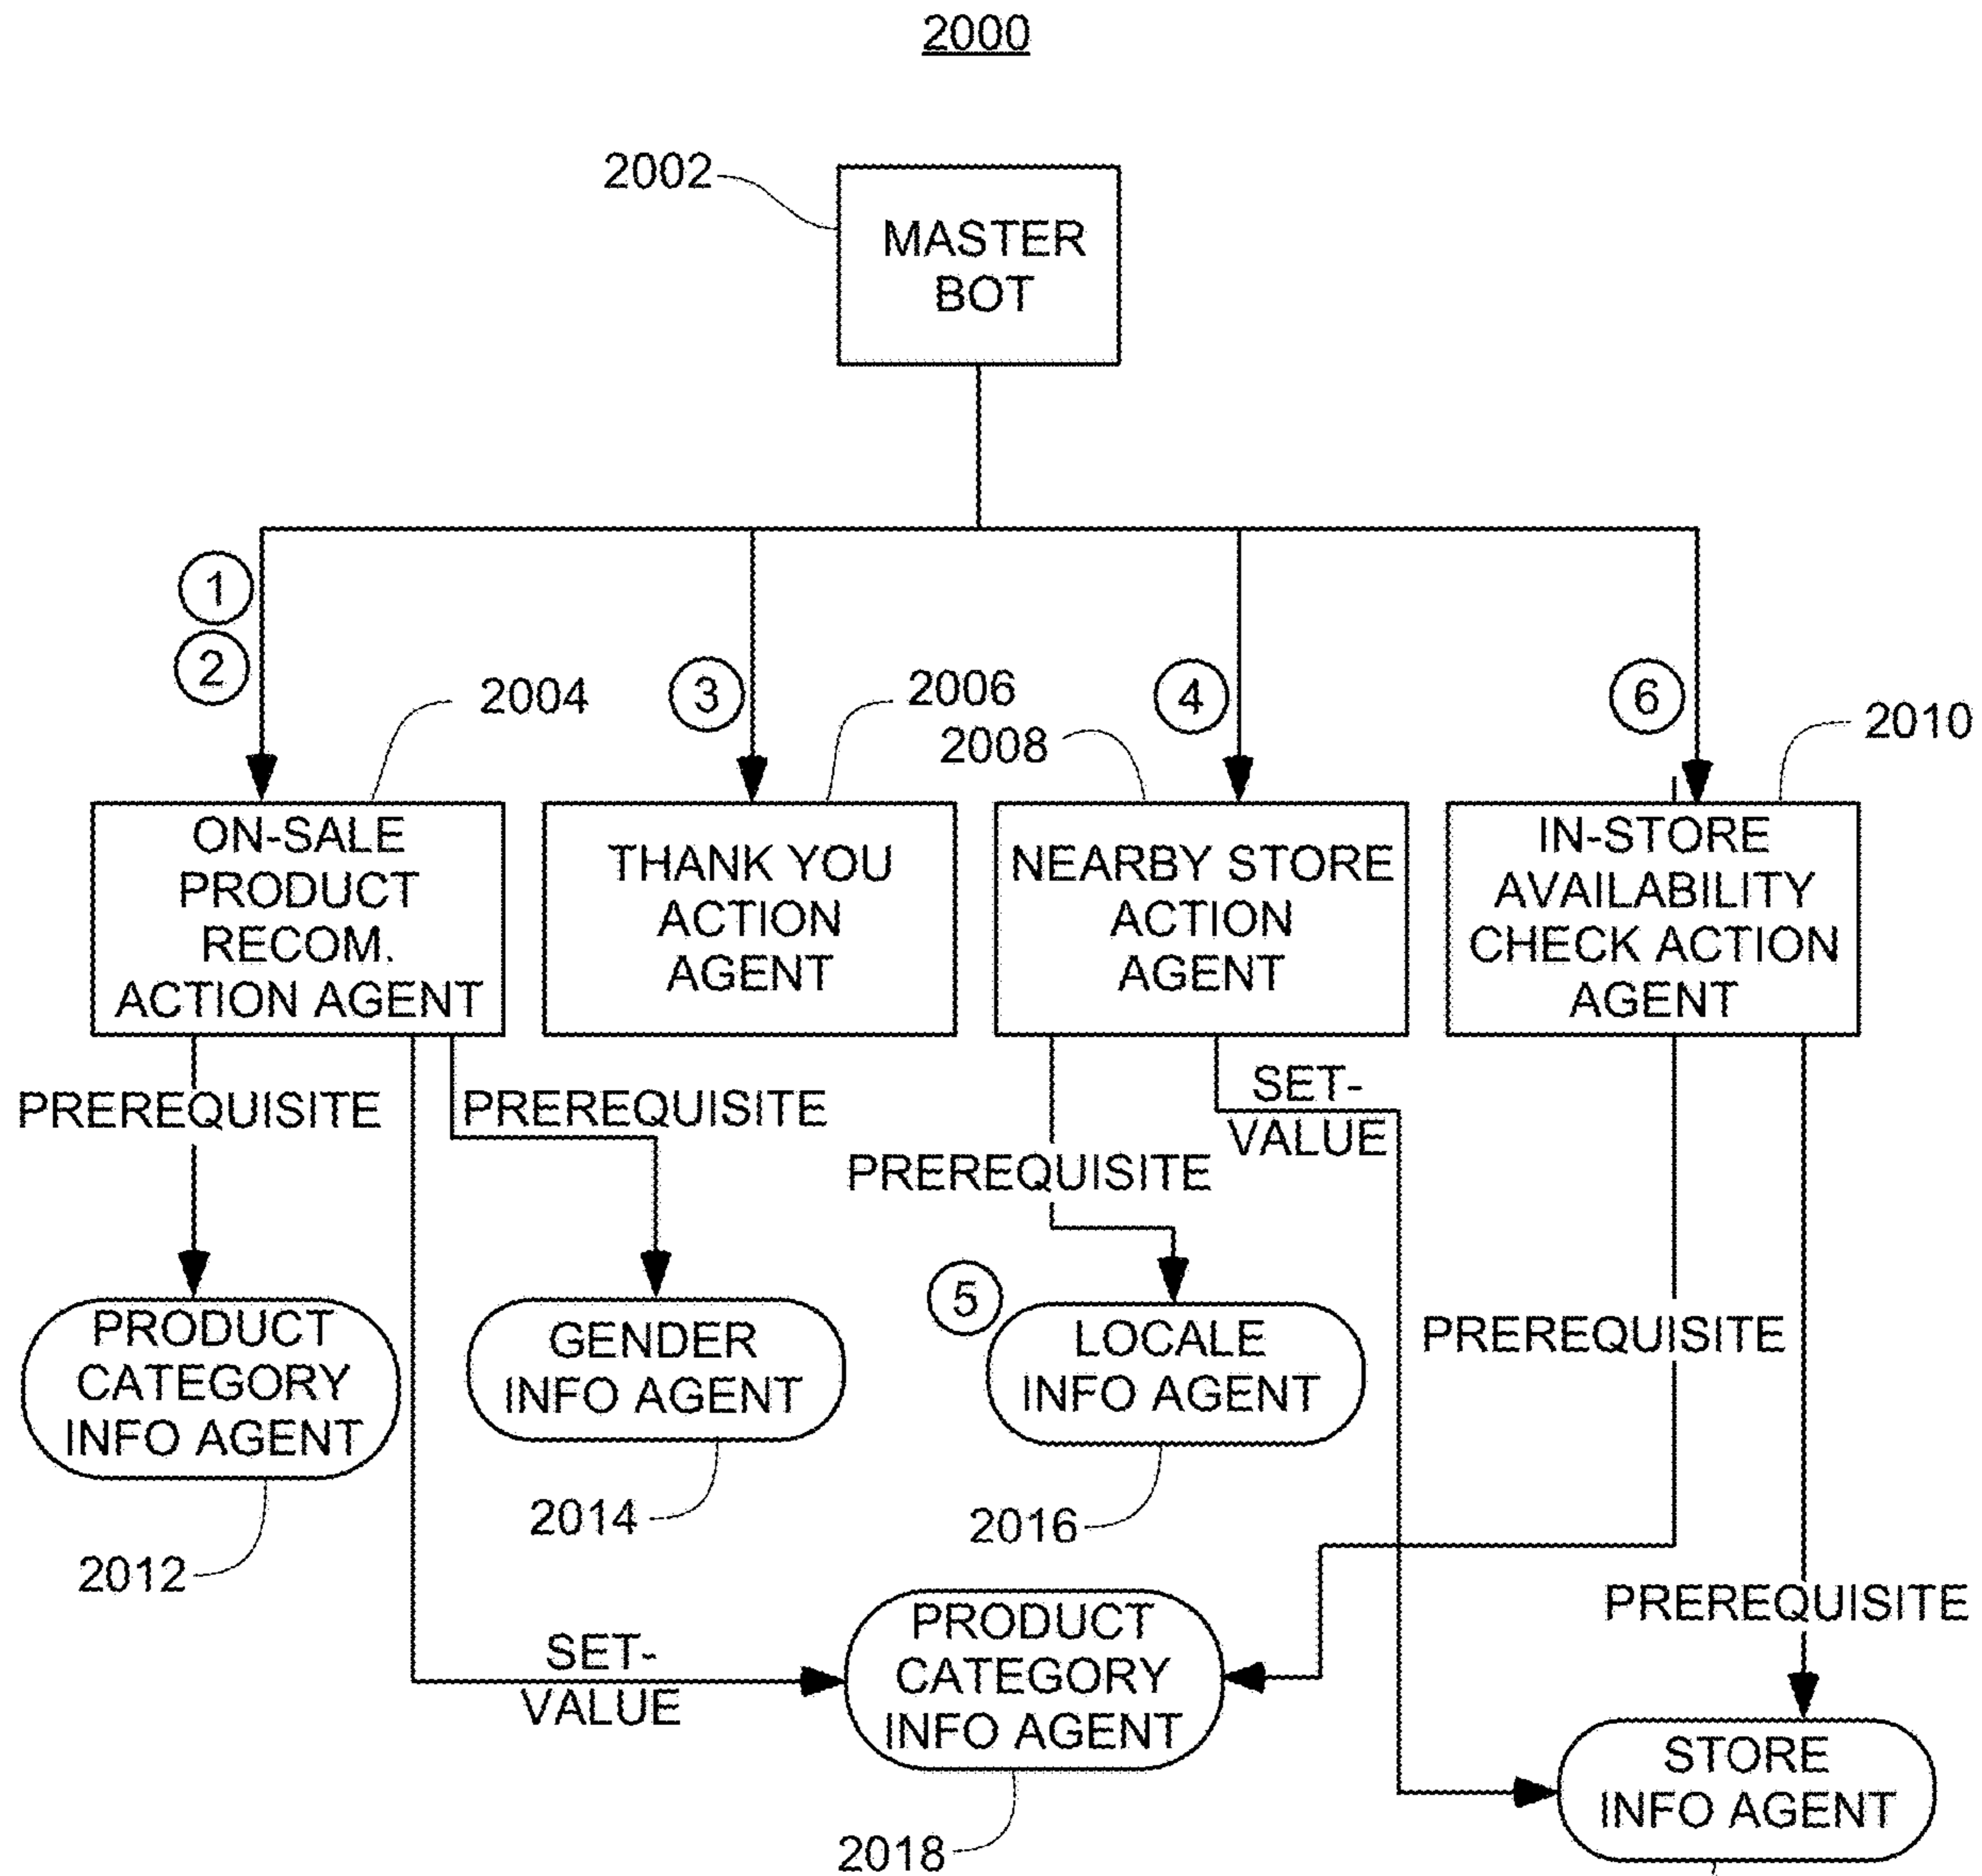 2000
2002
MASTER
BOT
1
2
3
4
6
2004
2006
2008
2010
ON-SALE
PRODUCT
RECOM.
ACTION AGENT
THANK YOU
ACTION
AGENT
NEARBY STORE
ACTION
AGENT
IN-STORE
AVAILABILITY
CHECK ACTION
AGENT
PREREQUISITE
PREREQUISITE
PREREQUISITE
SET-
VALUE
PRODUCT
CATEGORY
INFO AGENT
GENDER
INFO AGENT
5
LOCALE
INFO AGENT
PREREQUISITE
2012
2014
2016
PREREQUISITE
SET-
VALUE
PRODUCT
CATEGORY
INFO AGENT
STORE
INFO AGENT
2018